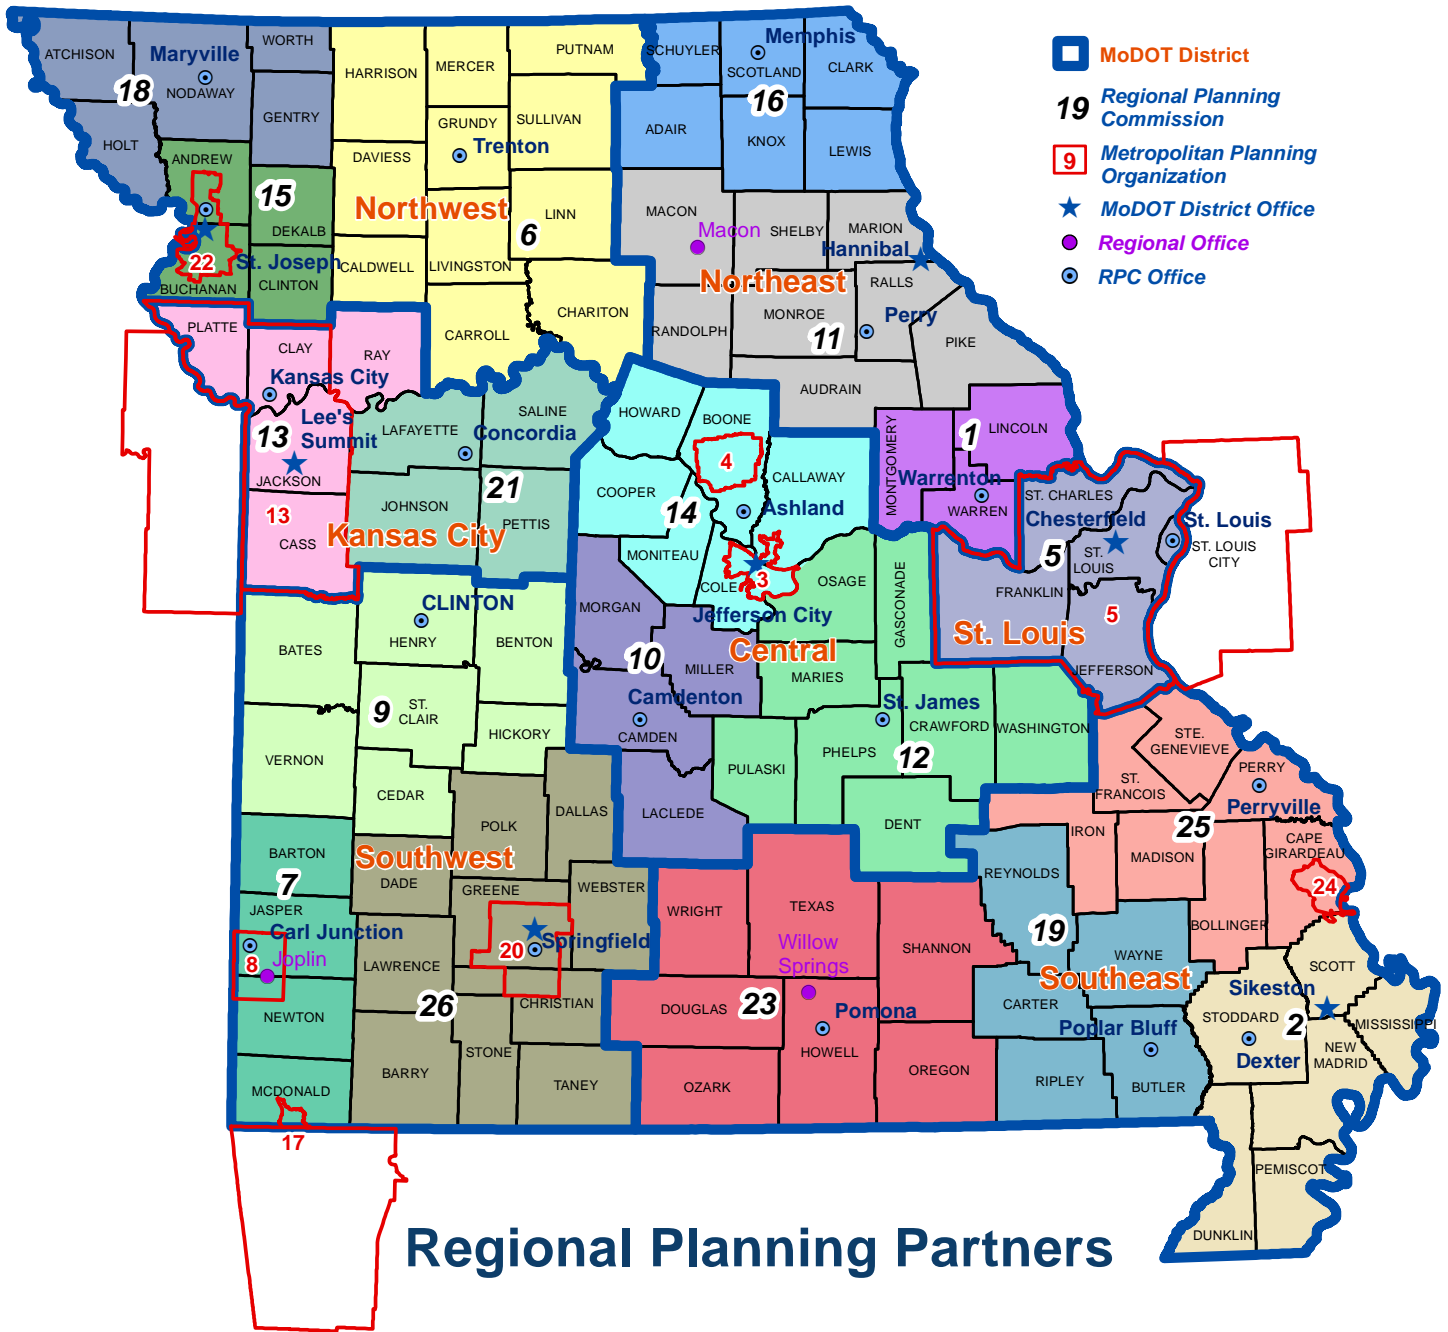 ATCHISON
Maryville
NODAWAY
WORTH
18
HOLT
GENTRY
HARRISON
MERCER
PUTNAM
GRUNDY
SULLIVAN
Trenton
DAVIESS
SCHUYLER
Memphis
SCOTLAND
CLARK
16
ADAIR
KNOX
LEWIS
MoDOT District
19
Regional Planning
Commission
9
Metropolitan Planning
Organization
MoDOT District Office
Regional Office
RPC Office
ANDREW
15
DEKALB
22
St. Joseph
BUCHANAN
CLINTON
Northwest
6
LINN
CALDWELL
LIVINGSTON
CARROLL
CHARITON
MACON
Macon
SHELBY
MARION
Hannibal
Northeast
RALLS
RANDOLPH
MONROE
11
Perry
PIKE
AUDRAIN
PLATTE
CLAY
RAY
Kansas City
13
Lee's
Summit
JACKSON
13
CASS
LAFAYETTE
SALINE
Concordia
JOHNSON
21
PETTIS
Kansas City
HOWARD
BOONE
4
COOPER
14
CALLAWAY
Ashland
MONITEAU
COLE
3
Jefferson City
OSAGE
GASCONADE
MONTGOMERY
1
LINCOLN
Warrenton
WARREN
ST. CHARLES
Chesterfield
St. Louis
ST. LOUIS
CITY
5
ST.
LOUIS
FRANKLIN
5
St. Louis
JEFFERSON
CLINTON
HENRY
BATES
BENTON
9
ST.
CLAIR
HICKORY
VERNON
CEDAR
MORGAN
10
MILLER
Central
MARIES
Camdenton
CAMDEN
St. James
CRAWFORD
WASHINGTON
PHELPS
12
PULASKI
LACLEDE
DENT
STE.
GENEVIEVE
PERRY
ST.
FRANCOIS
Perryville
25
IRON
MADISON
CAPE
GIRARDEAU
24
BOLLINGER
POLK
DALLAS
BARTON
Southwest
7
DADE
GREENE
WEBSTER
JASPER
Carl Junction
8
Joplin
20
Springfield
LAWRENCE
26
CHRISTIAN
NEWTON
STONE
BARRY
TANEY
MCDONALD
17
WRIGHT
TEXAS
Willow
Springs
SHANNON
DOUGLAS
23
Pomona
HOWELL
OZARK
OREGON
REYNOLDS
19
WAYNE
Southeast
CARTER
Poplar Bluff
RIPLEY
BUTLER
SCOTT
Sikeston
STODDARD
2
MISSISSIPPI
NEW
MADRID
Dexter
PEMISCOT
DUNKLIN
Regional Planning Partners